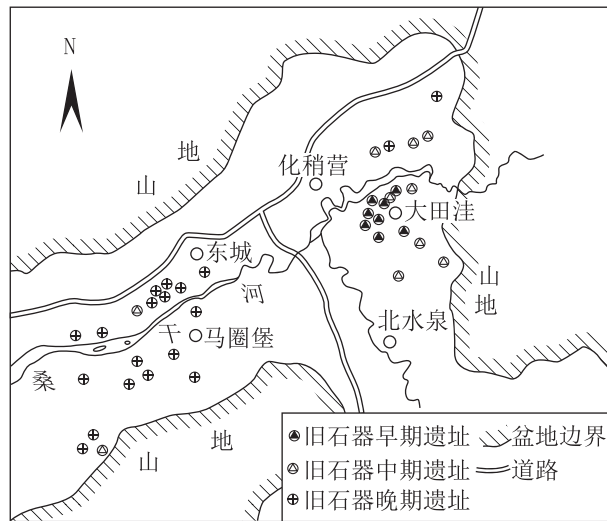 N
地
山
化稍营
大田洼
东城
河
山
地
北水泉
干
马圈堡
桑
地
山
旧石器早期遗址
盆地边界
旧石器中期遗址
道路
旧石器晚期遗址